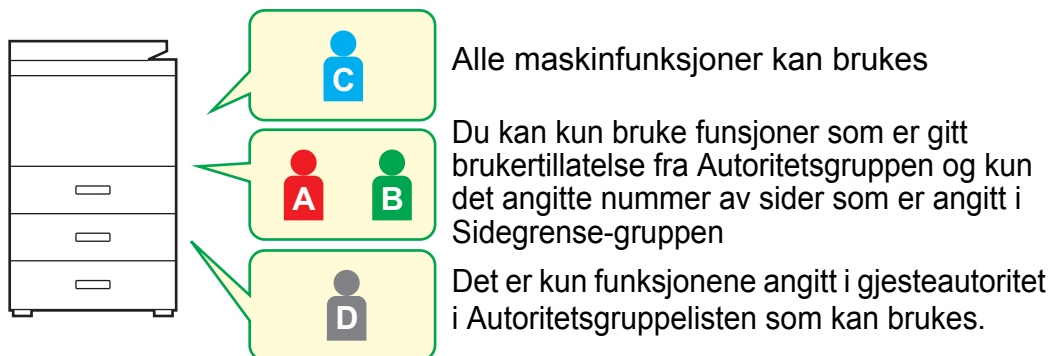 C
Alle maskinfunksjoner kan brukes
A
B
Du kan kun bruke funsjoner som er gitt
brukertillatelse fra Autoritetsgruppen og kun
det angitte nummer av sider som er angitt i
Sidegrense-gruppen
D
Det er kun funksjonene angitt i gjesteautoritet
i Autoritetsgruppelisten som kan brukes.